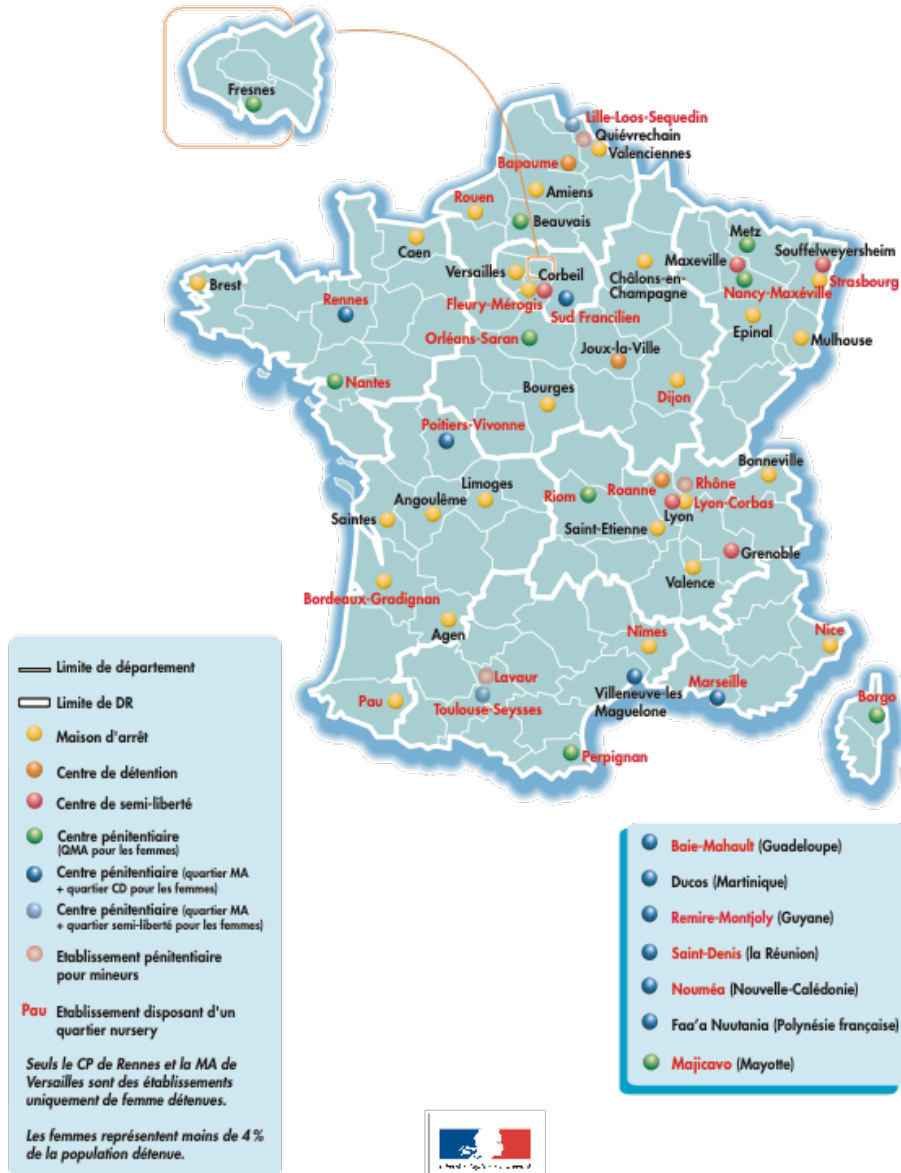 Fresnes
Lille-Loos-Sequedin
Quiévrechain
Valenciennes
Bapaume
Amiens
Rouen
Beauvais
Caen
Metz
Souffelweyersheim
Maxeville
Versailles
Corbeil
Châlons-en-
Champagne
Strasbourg
Nancy-Maxéville
Brest
Rennes
Fleury-Mérogis
Sud Francilien
Epinal
Mulhouse
Orléans-Saran
Joux-la-Ville
Nantes
Bourges
Dijon
Poitiers-Vivonne
Bonneville
Limoges
Angoulême
Riom
Roanne
Rhône
Lyon-Corbas
Lyon
Saintes
Saint-Etienne
Grenoble
Valence
Bordeaux-Gradignan
Agen
Nîmes
Nice
Lavaur
Pau
Toulouse-Seysses
Villeneuve-les
Maguelone
Marseille
Borgo
Perpignan
Limite de département
Limite de DR
Maison d'arrêt
Centre de détention
Centre de semi-liberté
Centre pénitentiaire
(QMA pour les femmes)
Centre pénitentiaire (quartier MA
+ quartier CD pour les femmes)
Centre pénitentiaire (quartier MA
+ quartier semi-liberté pour les femmes)
Etablissement pénitentiaire
pour mineurs
Pau Etablissement disposant d'un
quartier nursery
Seuls le CP de Rennes et la MA de
Versailles sont des établissements
uniquement de femme détenues.
Les femmes représentent moins de 4 %
de la population détenue.
Baie-Mahault (Guadeloupe)
Ducos (Martinique)
Remire-Montjoly (Guyane)
Saint-Denis (la Réunion)
Nouméa (Nouvelle-Calédonie)
Faa'a Nuutania (Polynésie française)
Majicavo (Mayotte)